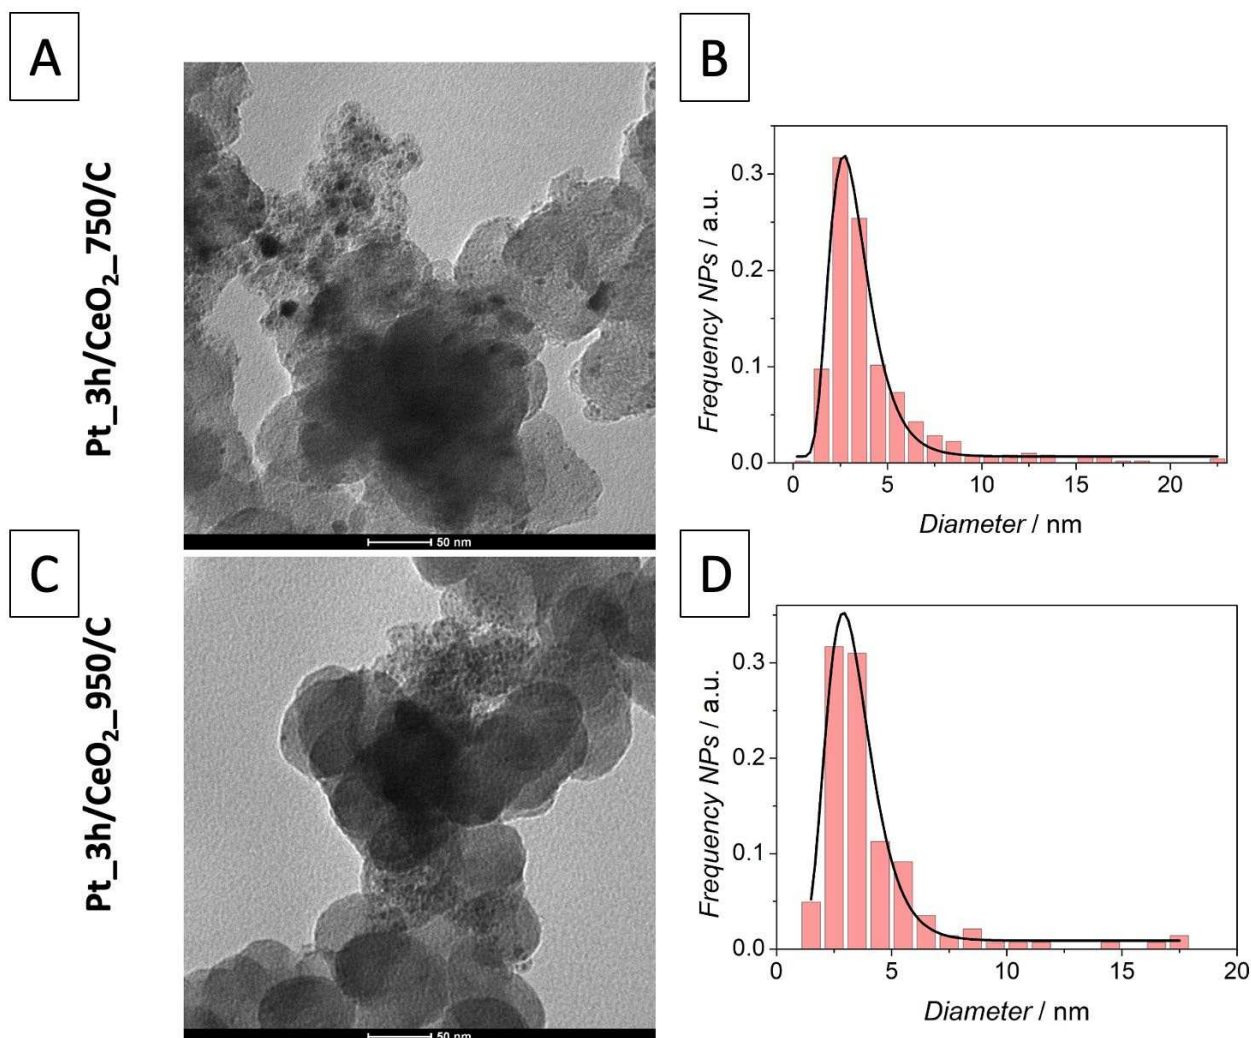 A
B
Pt_3h/CeO₂_750/C
50 nm
Frequency NPs / a.u.
0.3
0.2
0.1
0.0
0 5 10 15 20
Diameter / nm
C
D
Pt_3h/CeO₂_950/C
50 nm
Frequency NPs / a.u.
0.3
0.2
0.1
0.0
0 5 10 15 20
Diameter / nm